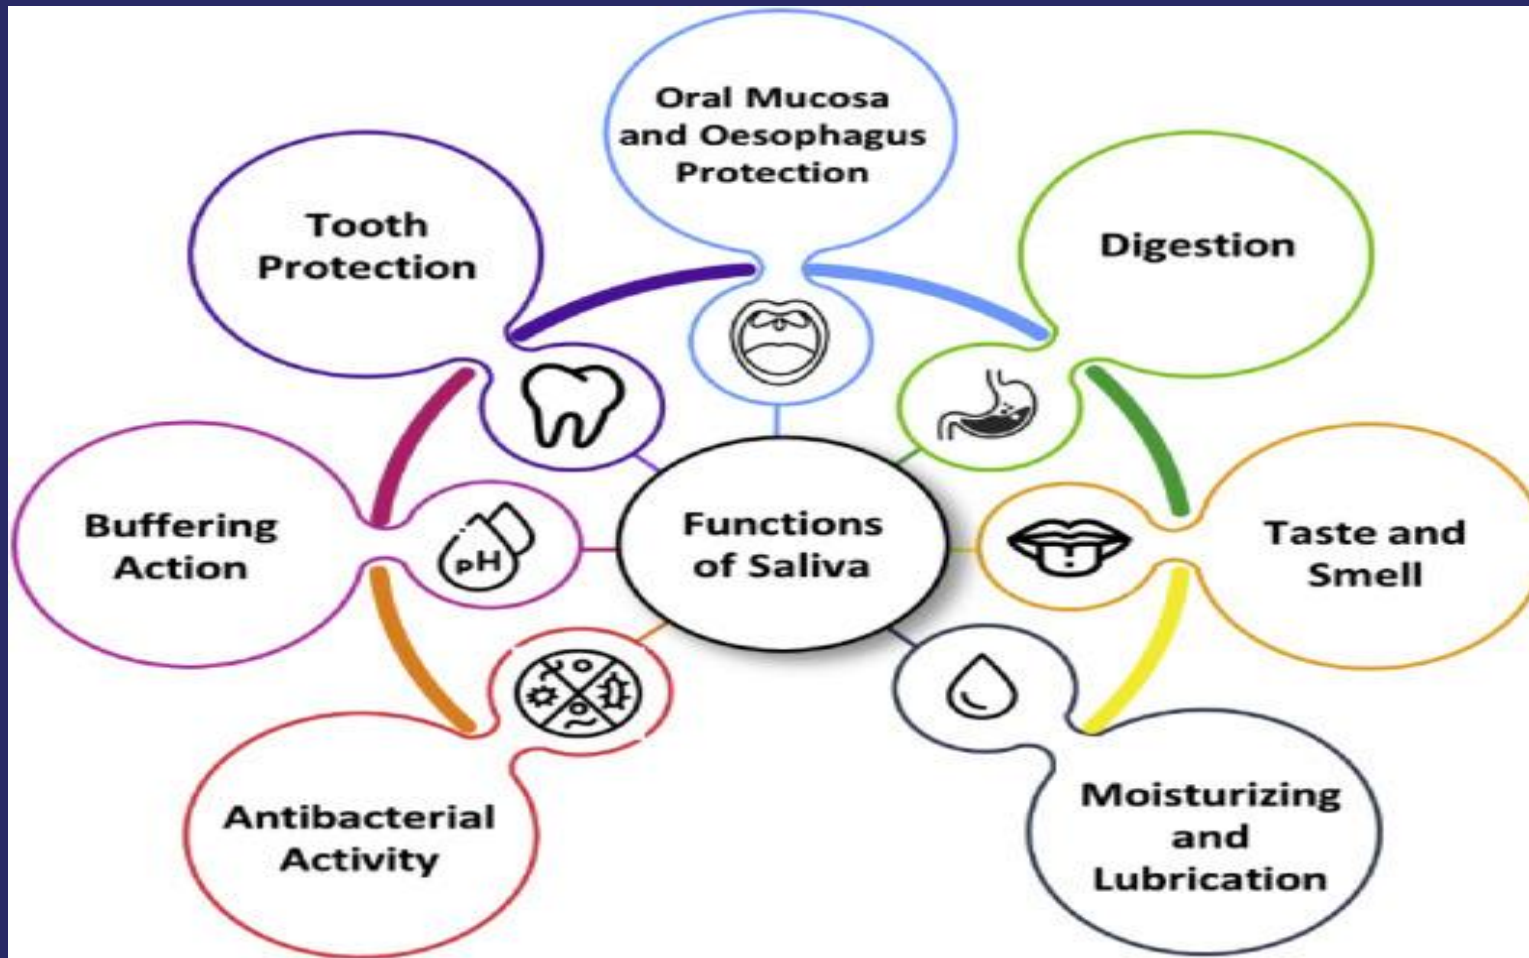 Oral Mucosa
and Oesophagus
Protection
Tooth
Protection
Digestion
Buffering
Action
pH
Functions
of Saliva
Taste and
Smell
Antibacterial
Activity
Moisturizing
and
Lubrication